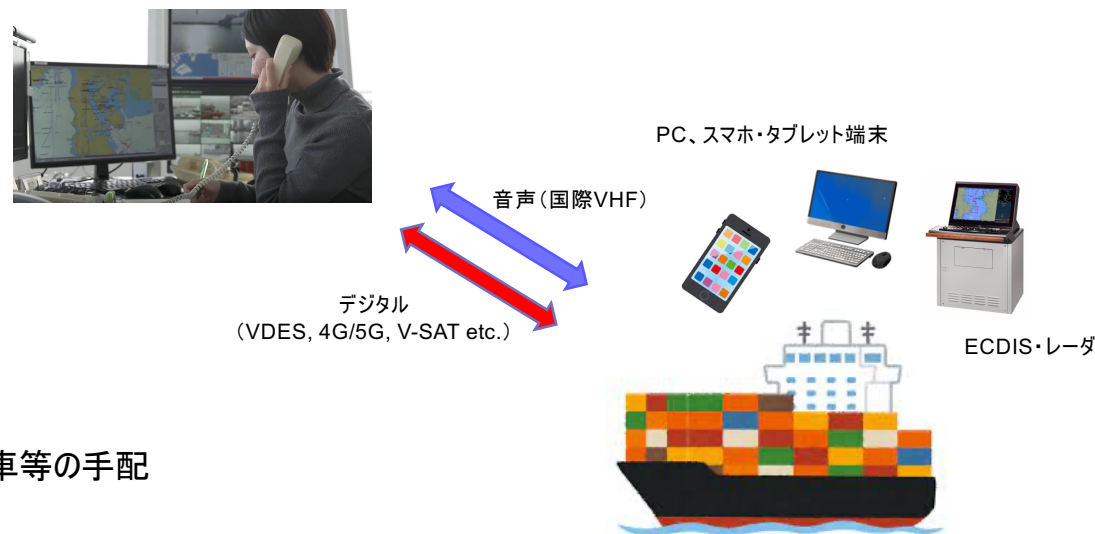 PC、スマホ・タブレット端末
音声（国際VHF）
デジタル
（VDES, 4G/5G, V-SAT etc.）
ECDIS・レーダ
車等の手配